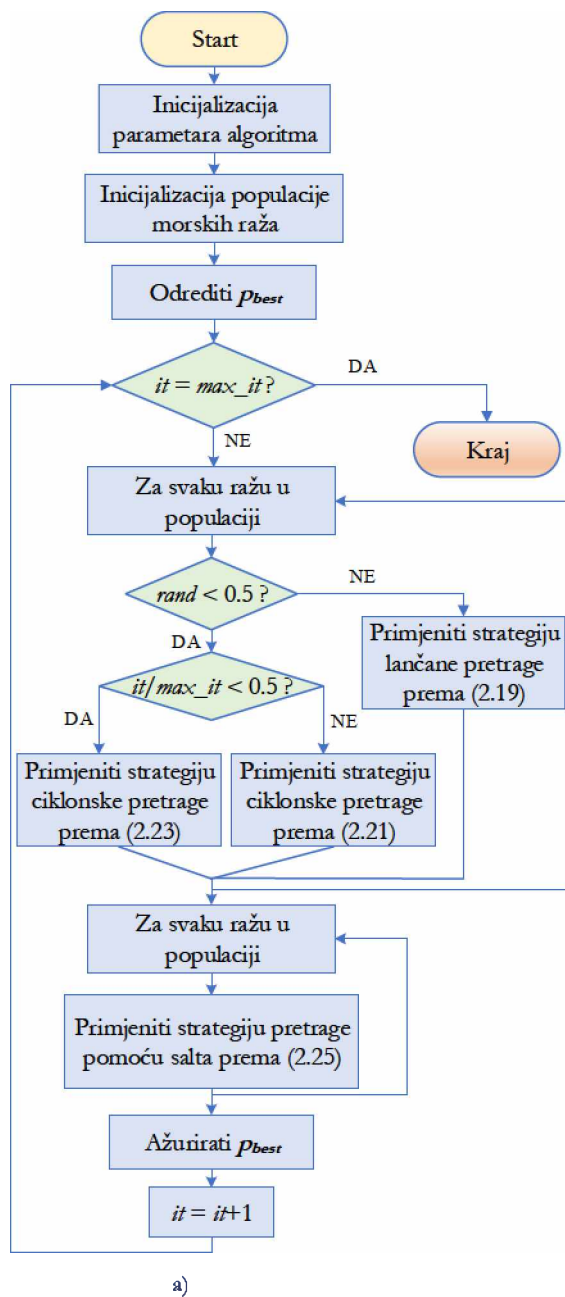 Start
Inicijalizacija
parametara algoritma
Inicijalizacija populacije
morskih raža
Odrediti pbest
it = max_it ?
DA
NE
Kraj
Za svaku ražu u
populaciji
rand < 0.5 ?
NE
DA
Primjeniti strategiju
lančane pretrage
prema (2.19)
it/max_it < 0.5 ?
DA
NE
Primjeniti strategiju
ciklonske pretrage
prema (2.23)
Primjeniti strategiju
ciklonske pretrage
prema (2.21)
Za svaku ražu u
populaciji
Primjeniti strategiju pretrage
pomoću salta prema (2.25)
Ažurirati pbest
it = it+1
a)